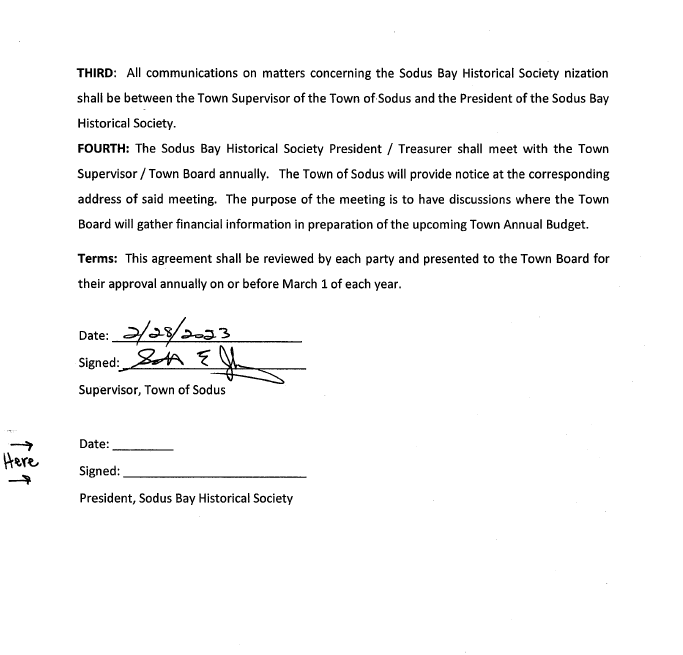 THIRD: All communications on matters concerning the Sodus Bay Historical Society nization
shall be between the Town Supervisor of the Town of Sodus and the President of the Sodus Bay
Historical Society.
FOURTH: The Sodus Bay Historical Society President / Treasurer shall meet with the Town
Supervisor / Town Board annually. The Town of Sodus will provide notice at the corresponding
address of said meeting. The purpose of the meeting is to have discussions where the Town
Board will gather financial information in preparation of the upcoming Town Annual Budget.
Terms: This agreement shall be reviewed by each party and presented to the Town Board for
their approval annually on or before March 1 of each year.
Date: 2/28/2023
Signed:
Supervisor, Town of Sodus
Date:
Here
Signed:
President, Sodus Bay Historical Society